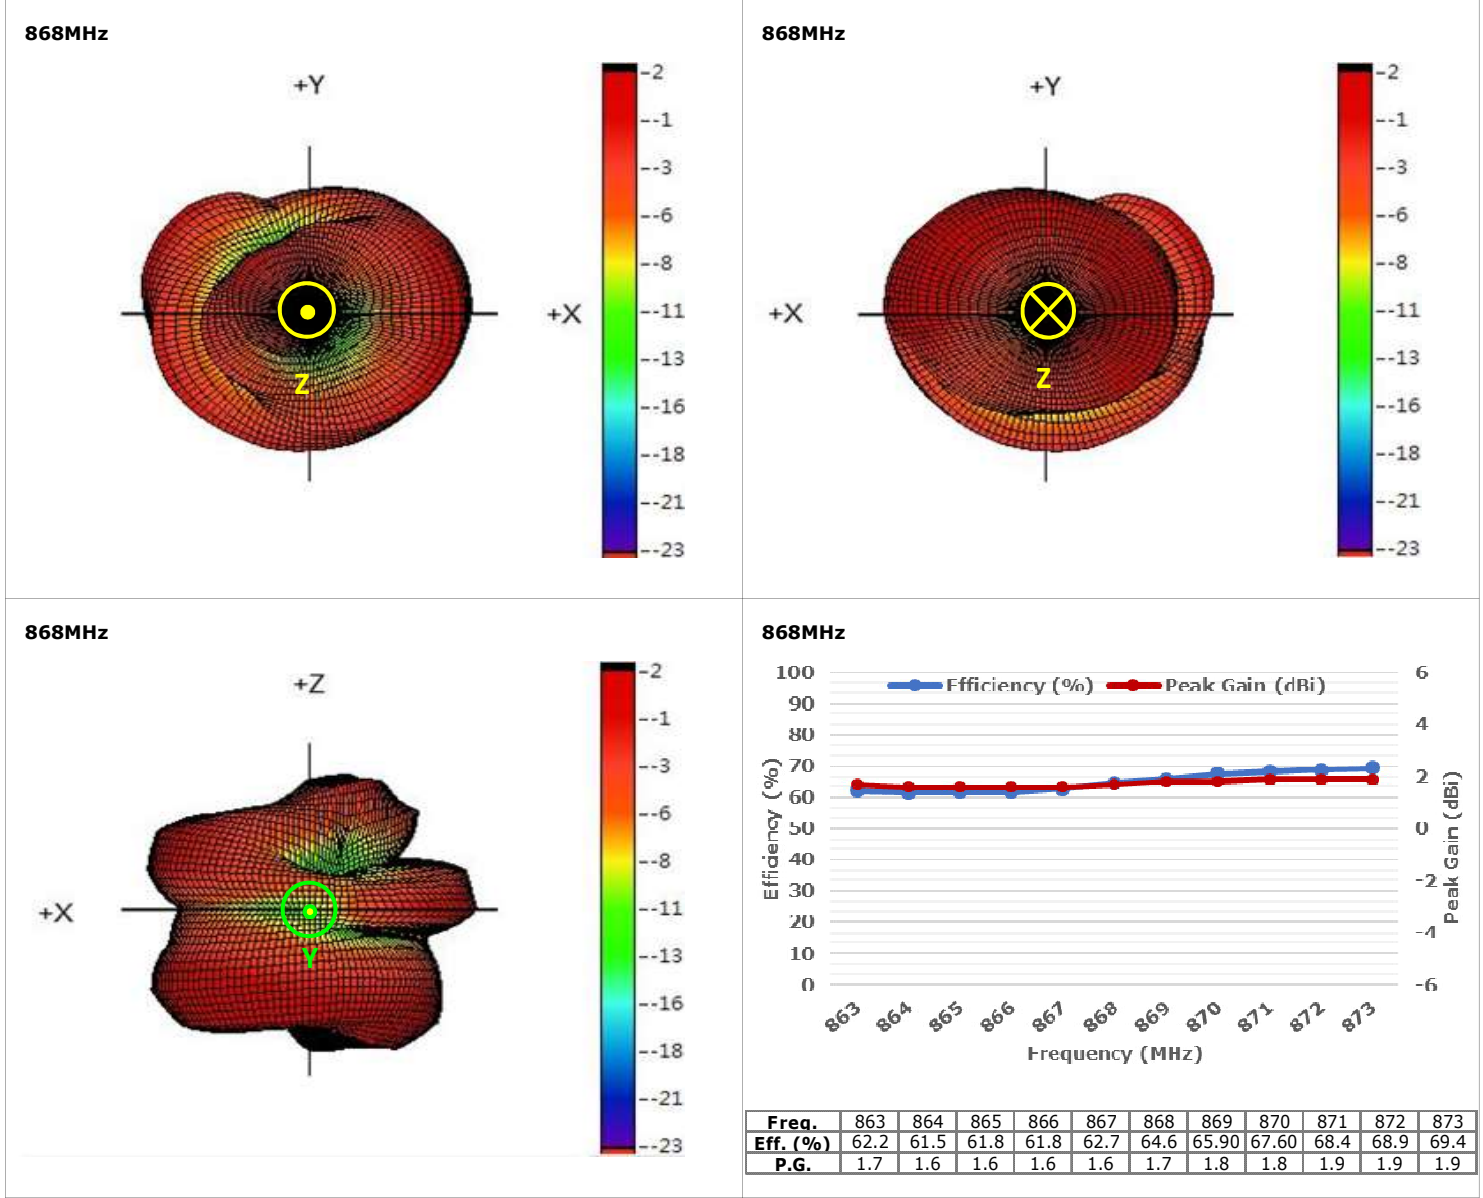 868MHz
+Y
+X
Z
2
--1
--3
--6
--8
--11
--13
--16
--18
--21
--23
868MHz
+Y
+X
Z
2
--1
--3
--6
--8
--11
--13
--16
--18
--21
--23
868MHz
+Z
+X
Y
2
--1
--3
--6
--8
--11
--13
--16
--18
--21
--23
868MHz
Efficiency (%) Peak Gain (dBi)
100 6
90
80 4
70
60 2
50 0
40
30 -2
20 -4
10
0 -6
Efficiency (%)
Peak Gain (dBi)
863 864 865 866 867 868 869 870 871 872 873
Frequency (MHz)
Freq. 863 864 865 866 867 868 869 870 871 872 873
Eff. (%) 62.2 61.5 61.8 61.8 62.7 64.6 65.90 67.60 68.4 68.9 69.4
P.G. 1.7 1.6 1.6 1.6 1.6 1.7 1.8 1.8 1.9 1.9 1.9